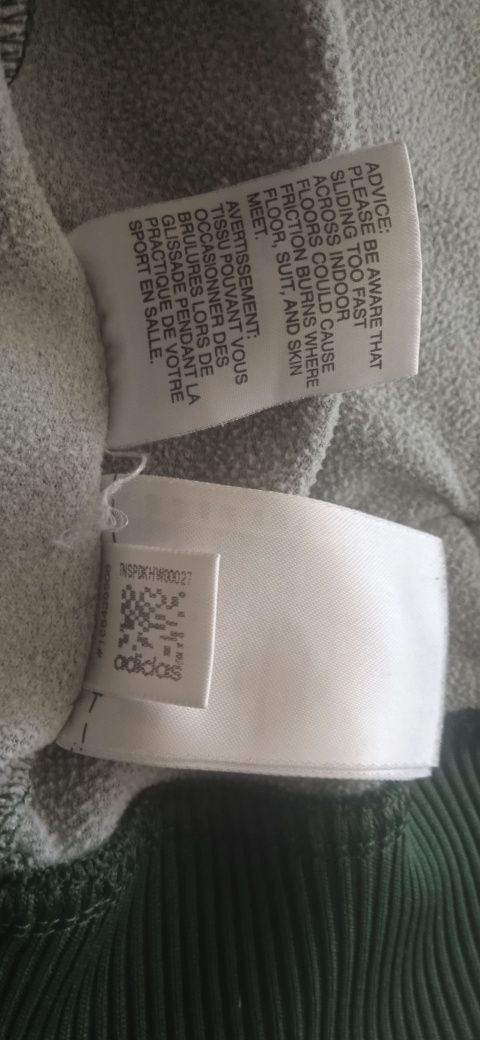 ADVICE:
PLEASE BE AWARE THAT
SLIDING TOO FAST
ACROSS INDOOR
FLOORS COULD CAUSE
FRICTION BURNS WHERE
FLOOR, SUIT, AND SKIN
MEET.
AVERTISSEMENT:
TISSU POUVANT VOUS
OCCASIONNER DES
BRULURES LORS DE
GLISSADE PENDANT LA
PRACTIQUE DE VOTRE
SPORT EN SALLE.
TNSPDKHW00027
adidas